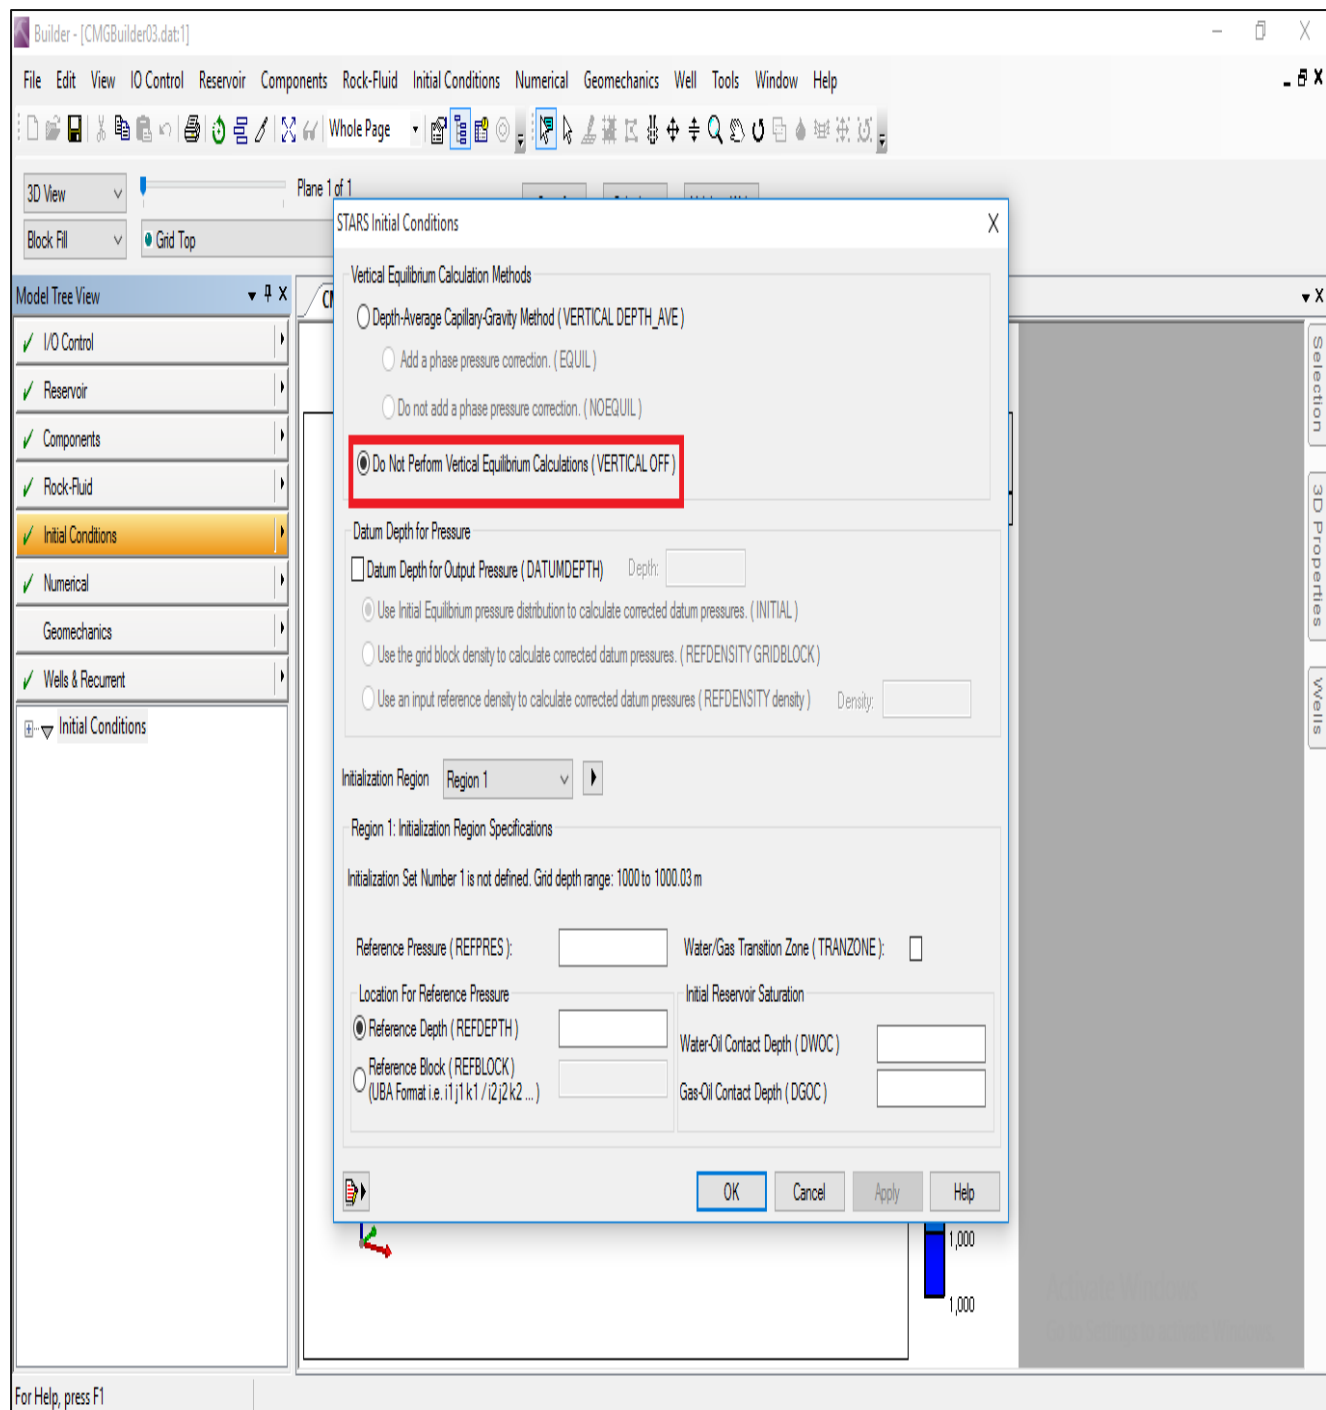 Builder - [CMGBuilder03.dat:1]
File Edit View IO Control Reservoir Components Rock-Fluid Initial Conditions Numerical Geomechanics Well Tools Window Help
Whole Page
3D View
Plane 1 of 1
Block Fill
Grid Top
STARS Initial Conditions
X
Model Tree View
I/O Control
Reservoir
Components
Rock-Fluid
Initial Conditions
Numerical
Geomechanics
Wells & Recurrent
Initial Conditions
Vertical Equilibrium Calculation Methods
Depth-Average Capillary-Gravity Method ( VERTICAL DEPTH_AVE )
Add a phase pressure correction. ( EQUIL )
Do not add a phase pressure correction. ( NOEQUIL )
Do Not Perform Vertical Equilibrium Calculations ( VERTICAL OFF )
Datum Depth for Pressure
Datum Depth for Output Pressure ( DATUMDEPTH) Depth:
Use Initial Equilibrium pressure distribution to calculate corrected datum pressures. ( INITIAL )
Use the grid block density to calculate corrected datum pressures. ( REFDENSITY GRIDBLOCK )
Use an input reference density to calculate corrected datum pressures ( REFDENSITY density ) Density:
Initialization Region Region 1
Region 1: Initialization Region Specifications
Initialization Set Number 1 is not defined. Grid depth range: 1000 to 1000.03 m
Reference Pressure ( REFPRES ):
Water/Gas Transition Zone ( TRANZONE ):
Location For Reference Pressure
Reference Depth ( REFDEPTH )
Reference Block ( REFBLOCK )
(UBA Format i.e. i1 j1 k1 / i2 j2 k2 ... )
Initial Reservoir Saturation
Water-Oil Contact Depth ( DWOC )
Gas-Oil Contact Depth ( DGOC )
OK Cancel Apply Help
Selection
3D Properties
Wells
1,000
1,000
For Help, press F1